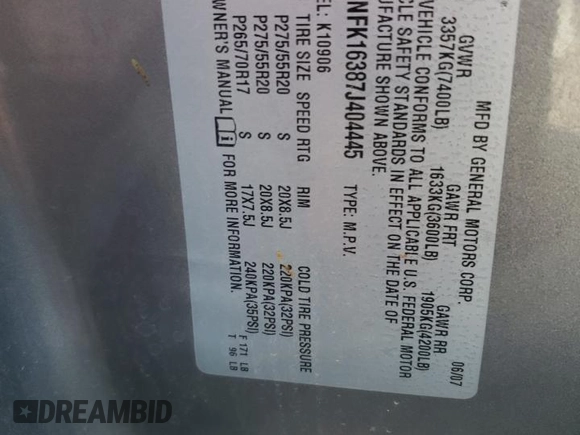 MFD BY GENERAL MOTORS CORP. 06/07
GVWR GAWR FRT GAWR RR
3357KG(7400LB) 1633KG(3600LB) 1905KG(4200LB)
VEHICLE CONFORMS TO ALL APPLICABLE U.S. FEDERAL MOTOR
CLE SAFETY STANDARDS IN EFFECT ON THE DATE OF
UFACTURE SHOWN ABOVE.
NFK16387J404445 TYPE: M.P.V.
EL: K10906
TIRE SIZE SPEED RTG RIM COLD TIRE PRESSURE
P275/55R20 S 20X8.5J 220KPA(32PSI)
P275/55R20 S 20X8.5J 220KPA(32PSI)
P265/70R17 S 17X7.5J 240KPA(35PSI)
WNER'S MANUAL i FOR MORE INFORMATION.
F 171 LB
T 96 LB
DREAMBID